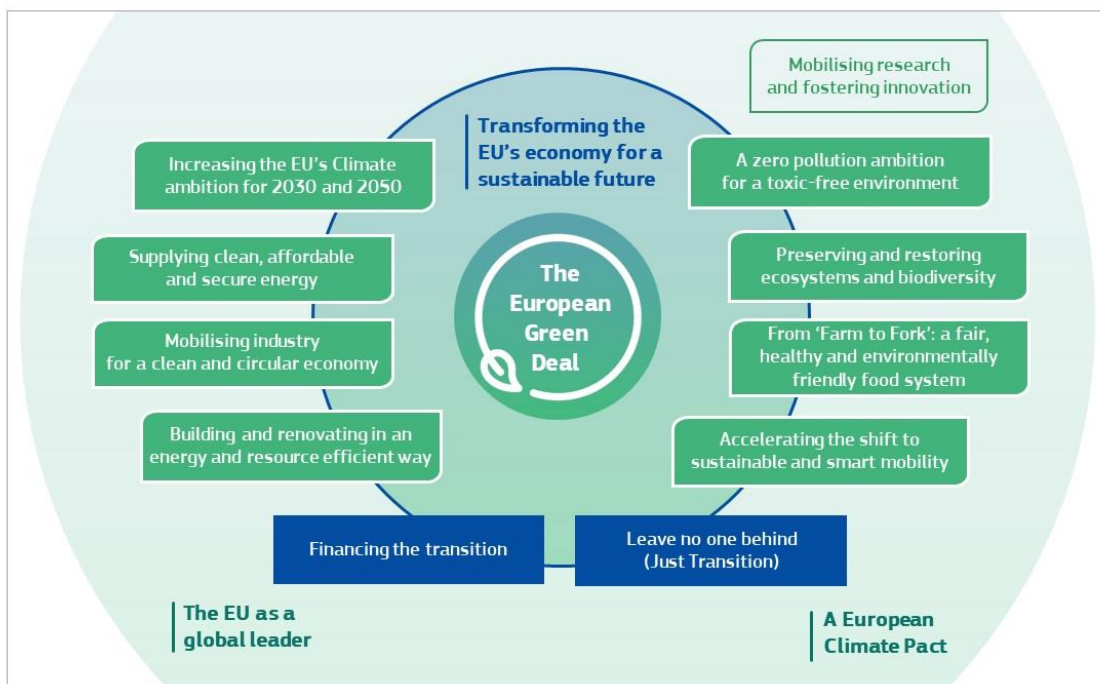 Mobilising research
and fostering innovation
Transforming the
EU's economy for a
sustainable future
Increasing the EU's Climate
ambition for 2030 and 2050
A zero pollution ambition
for a toxic-free environment
Supplying clean, affordable
and secure energy
Preserving and restoring
ecosystems and biodiversity
The
European
Green
Deal
Mobilising industry
for a clean and circular economy
From ‘Farm to Fork’: a fair,
healthy and environmentally
friendly food system
Building and renovating in an
energy and resource efficient way
Accelerating the shift to
sustainable and smart mobility
Financing the transition
Leave no one behind
(Just Transition)
The EU as a
global leader
A European
Climate Pact